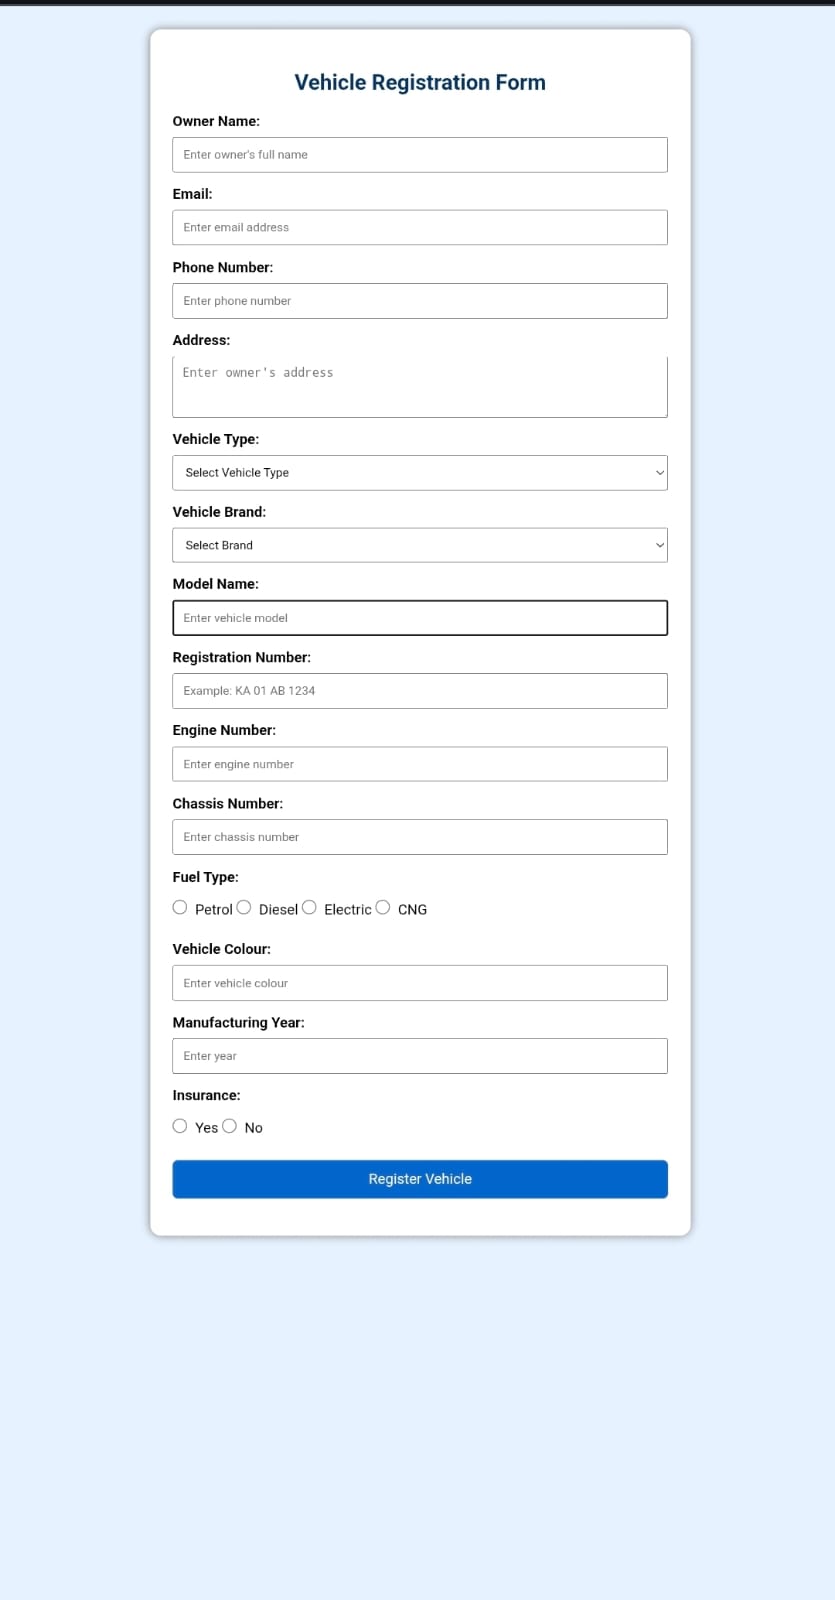 Vehicle Registration Form
Owner Name:
Enter owner's full name
Email:
Enter email address
Phone Number:
Enter phone number
Address:
Enter owner's address
Vehicle Type:
Select Vehicle Type
Vehicle Brand:
Select Brand
Model Name:
Enter vehicle model
Registration Number:
Example: KA 01 AB 1234
Engine Number:
Enter engine number
Chassis Number:
Enter chassis number
Fuel Type:
Petrol Diesel Electric CNG
Vehicle Colour:
Enter vehicle colour
Manufacturing Year:
Enter year
Insurance:
Yes No
Register Vehicle